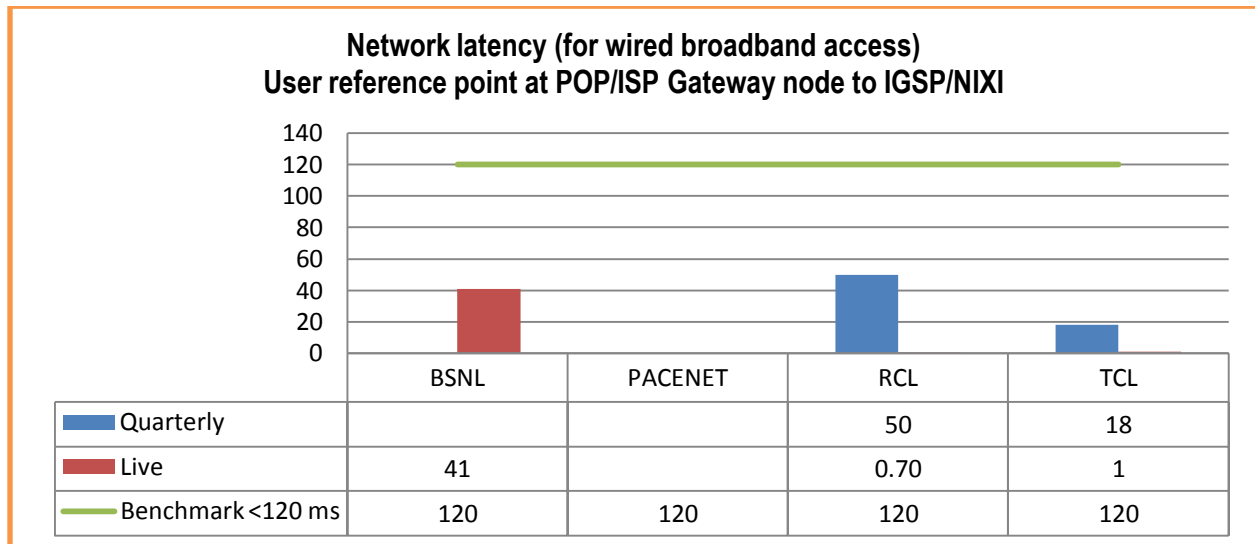 Network latency (for wired broadband access)
User reference point at POP/ISP Gateway node to IGSP/NIXI
140
120
100
80
60
40
20
0
BSNL PACENET RCL TCL
Quarterly 50 18
Live 41 0.70 1
Benchmark <120 ms 120 120 120 120